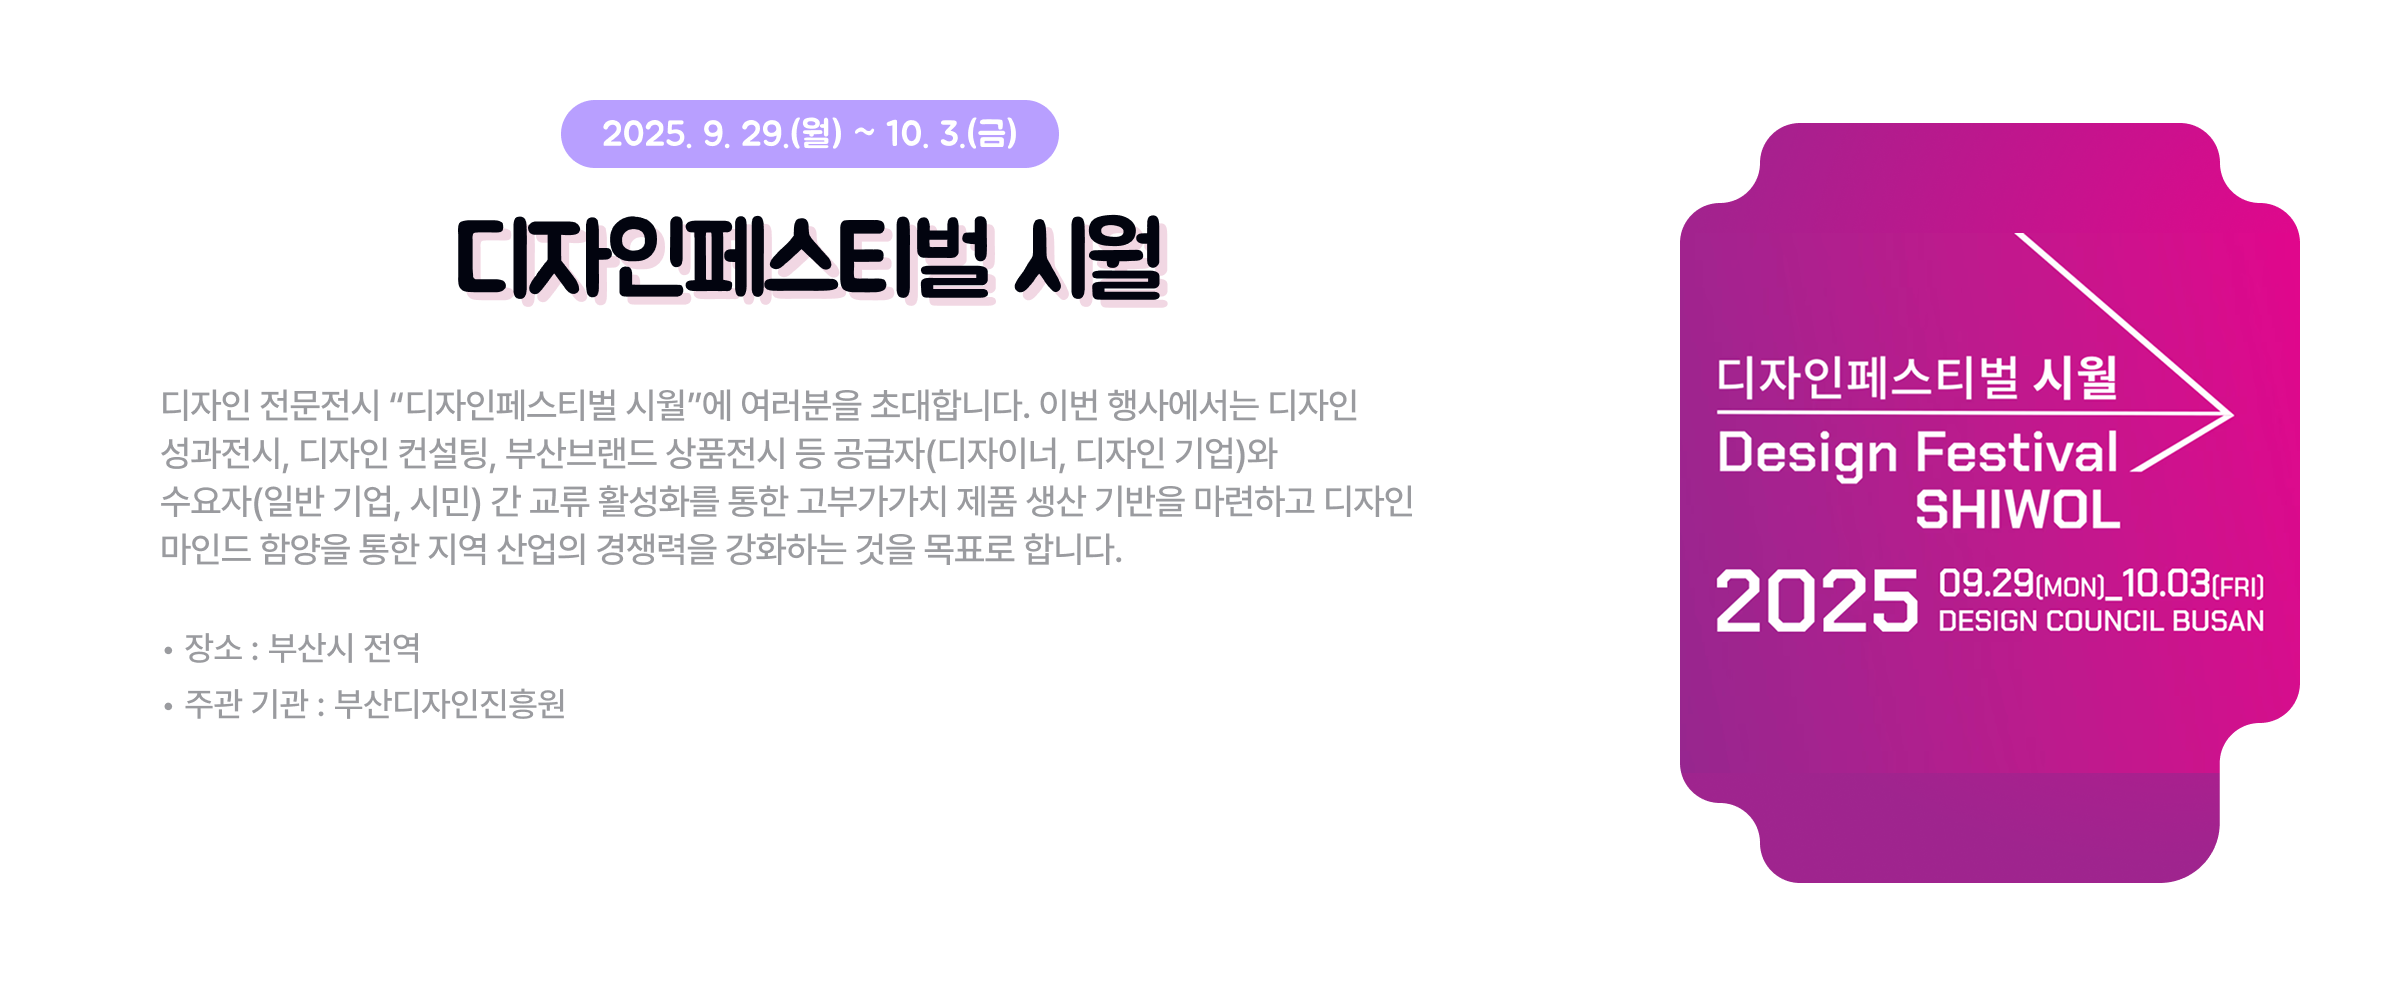 2025. 9. 29.(월) ~ 10. 3.(금)
디자인페스티벌 시월
디자인 전문전시 “디자인페스티벌 시월”에 여러분을 초대합니다. 이번 행사에서는 디자인
성과전시, 디자인 컨설팅, 부산브랜드 상품전시 등 공급자(디자이너, 디자인 기업)와
수요자(일반 기업, 시민) 간 교류 활성화를 통한 고부가가치 제품 생산 기반을 마련하고 디자인
마인드 함양을 통한 지역 산업의 경쟁력을 강화하는 것을 목표로 합니다.
• 장소 : 부산시 전역
• 주관 기관 : 부산디자인진흥원
디자인페스티벌 시월
Design Festival
SHIWOL
2025 09.29(MON)_10.03(FRI)
DESIGN COUNCIL BUSAN